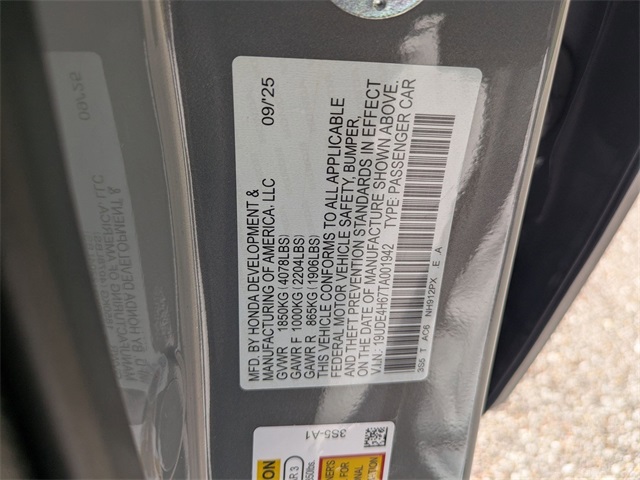 MFD. BY HONDA DEVELOPMENT &
MANUFACTURING OF AMERICA, LLC 09/'25
GVWR 1850KG(4078LBS)
GAWR F 1000KG(2204LBS)
GAWR R 865KG(1906LBS)
THIS VEHICLE CONFORMS TO ALL APPLICABLE
FEDERAL MOTOR VEHICLE SAFETY, BUMPER,
AND THEFT PREVENTION STANDARDS IN EFFECT
ON THE DATE OF MANUFACTURE SHOWN ABOVE.
V.I.N: 19UDE4H67TA001942 TYPE: PASSENGER CAR
3S5 T AC6 NH912PX E A
3S5-A1